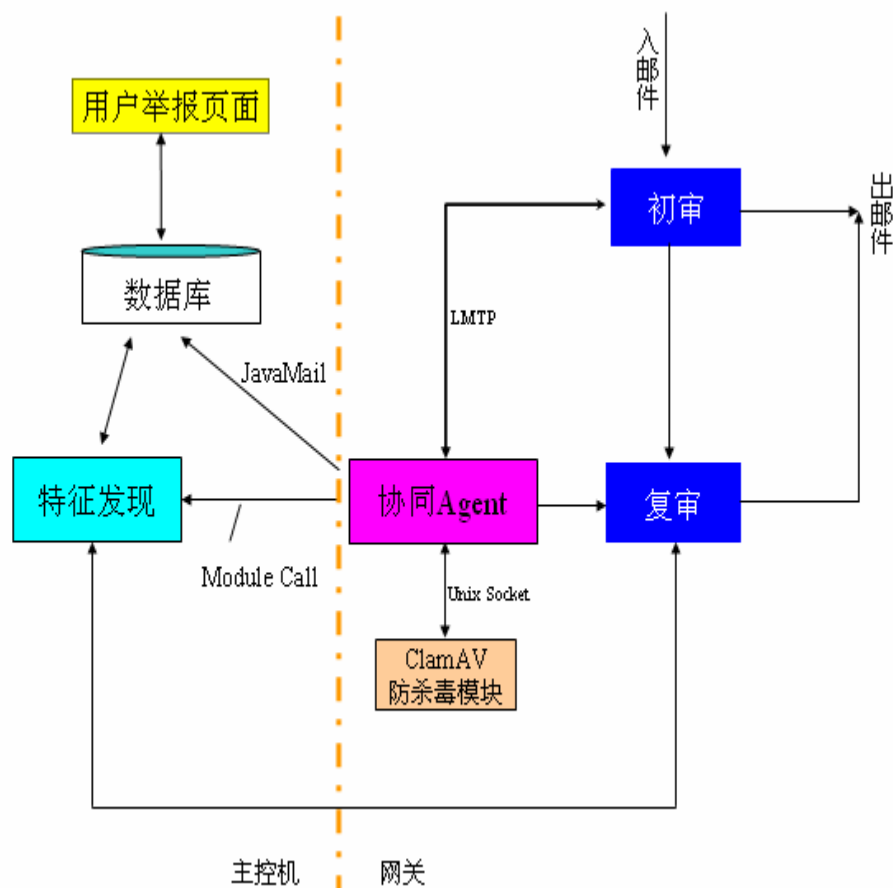 入邮件
用户举报页面
初审
出邮件
数据库
LMTP
JavaMail
特征发现
协同Agent
复审
Module Call
Unix Socket
ClamAV
防杀毒模块
主控机
网关